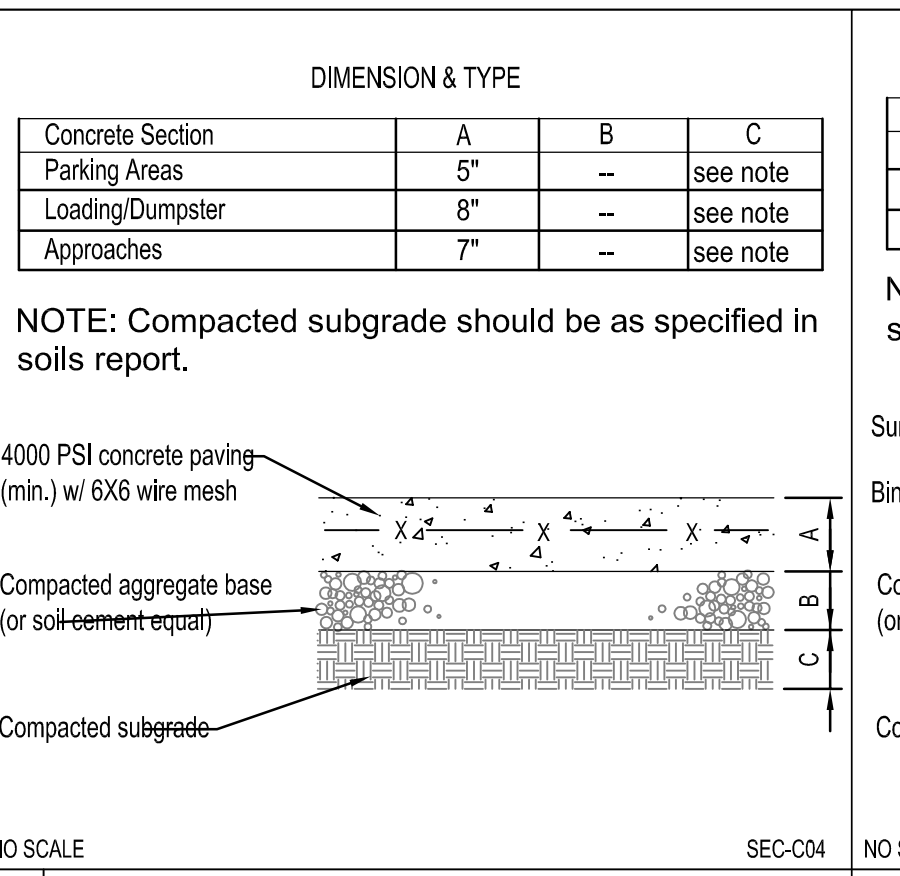 DIMENSION & TYPE
Concrete Section A B C
Parking Areas 5" -- see note
Loading/Dumpster 8" -- see note
Approaches 7" -- see note
NOTE: Compacted subgrade should be as specified in
soils report.
4000 PSI concrete paving
(min.) w/ 6X6 wire mesh
X X X
A
Compacted aggregate base
(or soil cement equal)
B
C
Compacted subgrade
SCALE
SEC-C04
NO